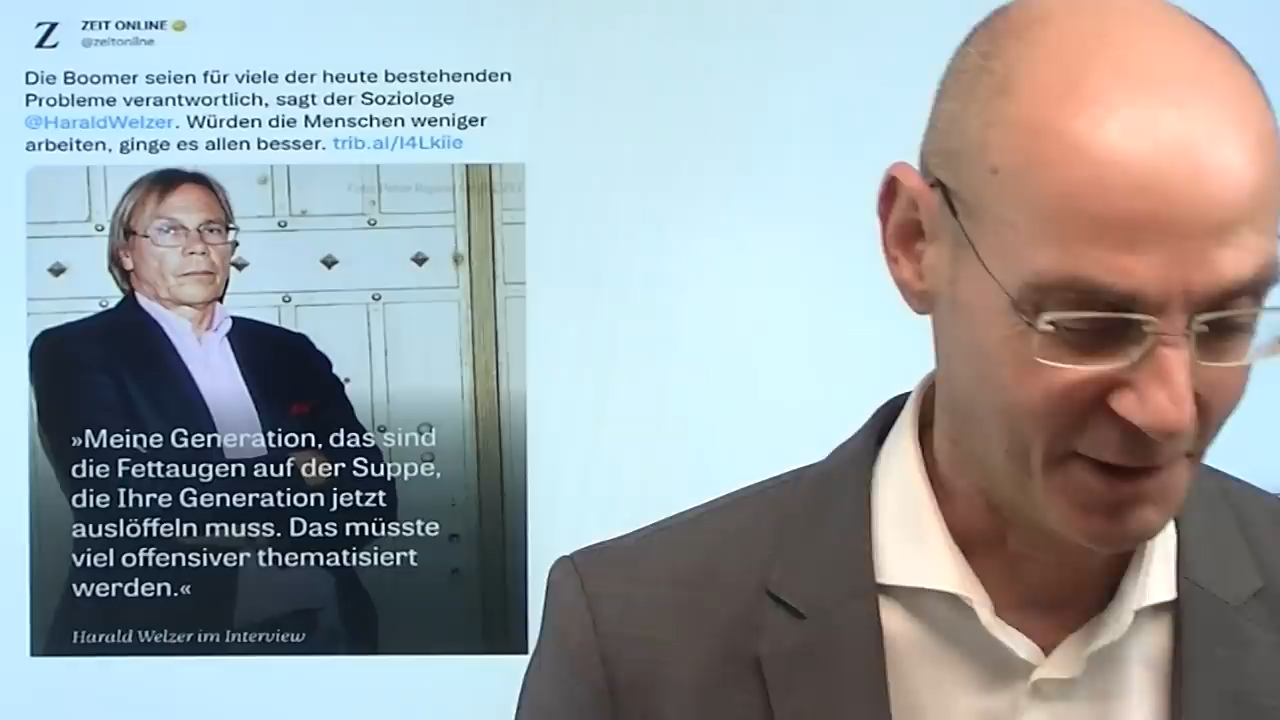 Z
ZEIT ONLINE
@zeitonline
Die Boomer seien für viele der heute bestehenden
Probleme verantwortlich, sagt der Soziologe
@HaraldWelzer. Würden die Menschen weniger
arbeiten, ginge es allen besser. trib.al/I4Lkiie
»Meine Generation, das sind
die Fettaugen auf der Suppe,
die Ihre Generation jetzt
auslöffeln muss. Das müsste
viel offensiver thematisiert
werden.«
Harald Welzer im Interview